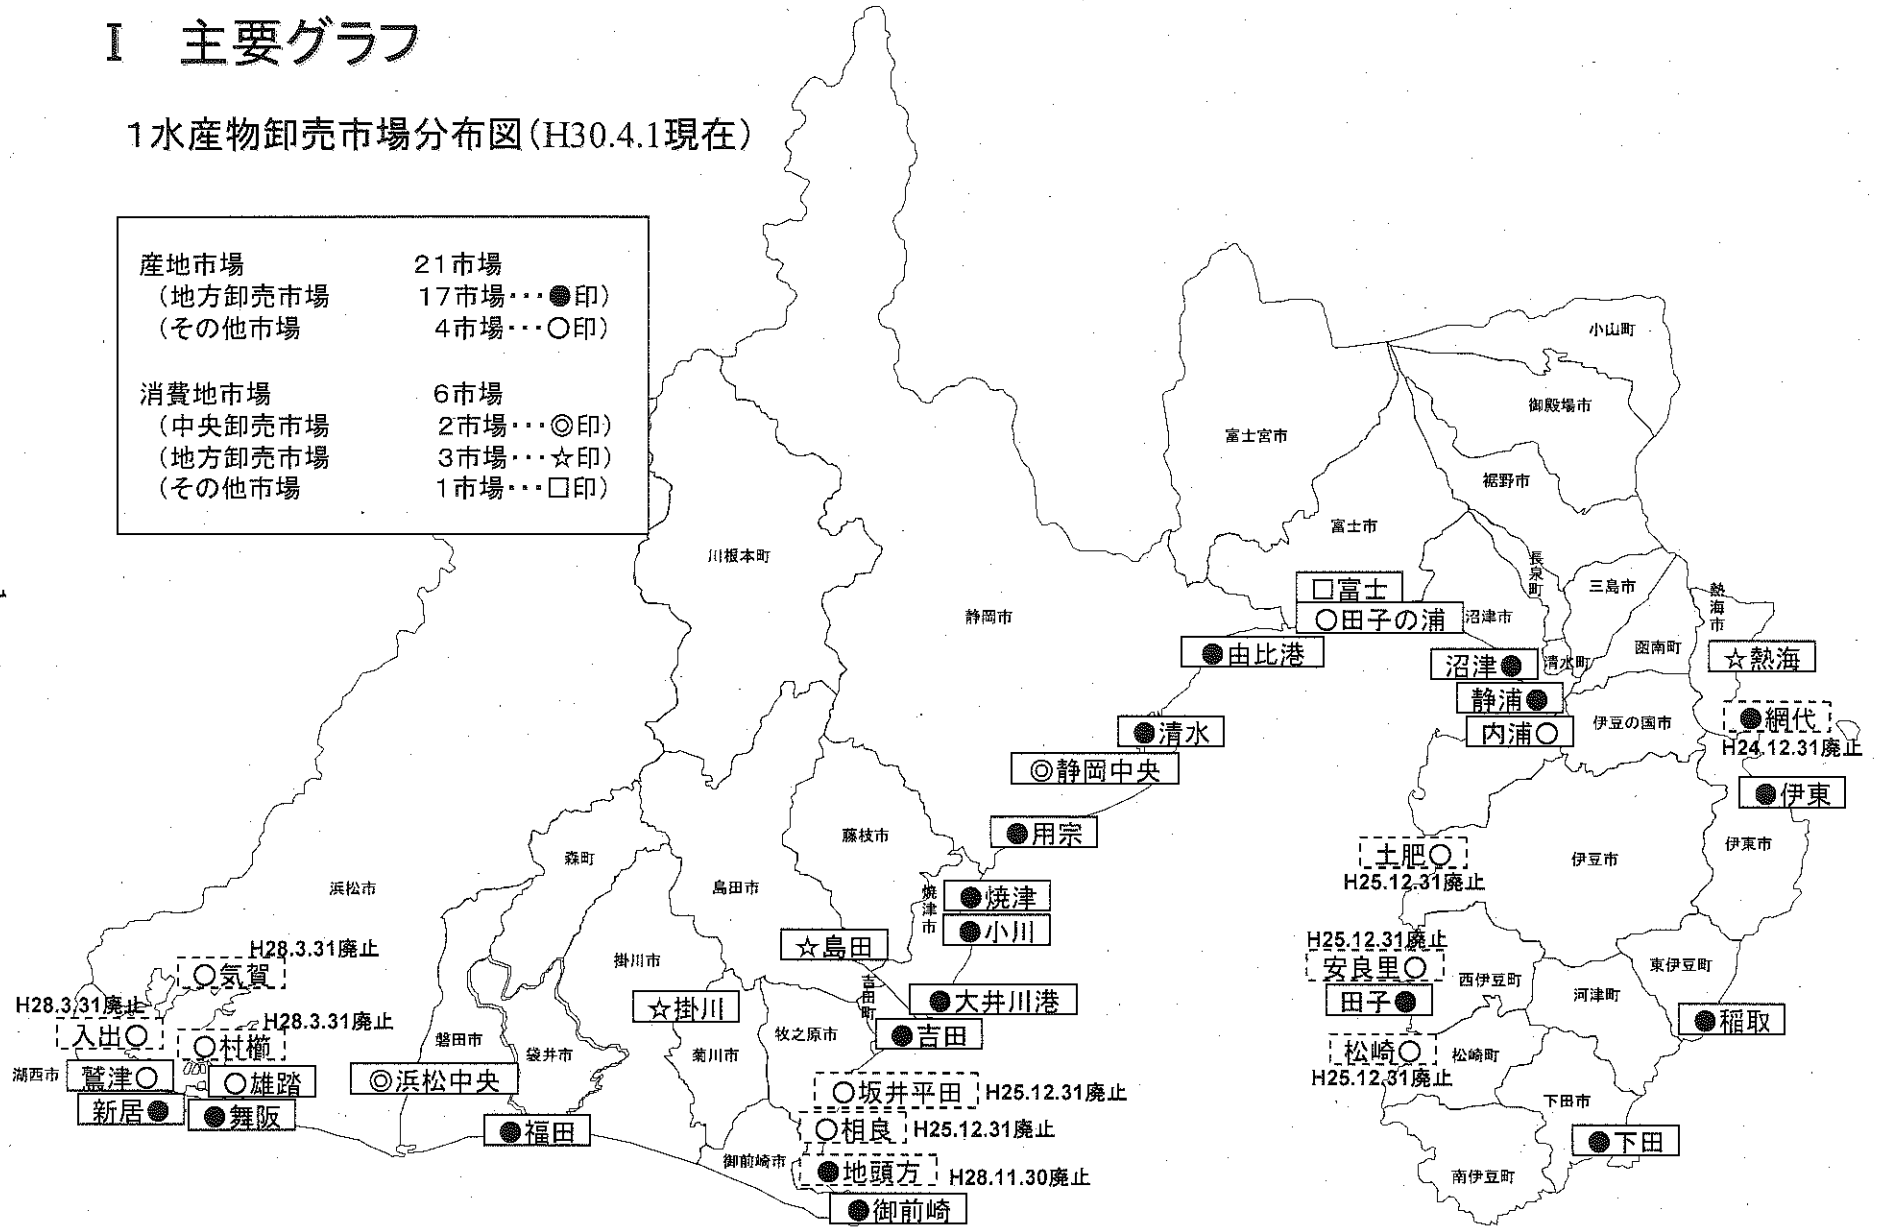 Ⅰ 主要グラフ
1水産物卸売市場分布図(H30.4.1現在)
産地市場 21市場
(地方卸売市場 17市場･･･●印)
(その他市場 4市場･･･○印)
消費地市場 6市場
(中央卸売市場 2市場･･･◎印)
(地方卸売市場 3市場･･･☆印)
(その他市場 1市場･･･□印)
小山町
御殿場市
富士宮市
裾野市
富士市
川根本町
長泉町
三島市
熱海市
□富士
静岡市
○田子の浦
沼津市
●由比港
函南町
沼津●
清水町
☆熱海
静浦●
●網代
H24.12.31廃止
●清水
内浦○
伊豆の国市
◎静岡中央
●伊東
●用宗
藤枝市
伊東市
土肥○
H25.12.31廃止
伊豆市
森町
浜松市
島田市
焼津市
●焼津
●小川
☆島田
H28.3.31廃止
○気賀
掛川市
H25.12.31廃止
安良里○
田子●
西伊豆町
東伊豆町
河津町
H28.3.31廃止
入出○
H28.3.31廃止
○村櫛
☆掛川
吉田町
●大井川港
●吉田
●稲取
磐田市
袋井市
菊川市
牧之原市
松崎○
H25.12.31廃止
松崎町
湖西市
鷲津○
○雄踏
◎浜松中央
○坂井平田
H25.12.31廃止
下田市
新居●
●舞阪
●福田
○相良
H25.12.31廃止
●下田
御前崎市
●地頭方
H28.11.30廃止
南伊豆町
●御前崎